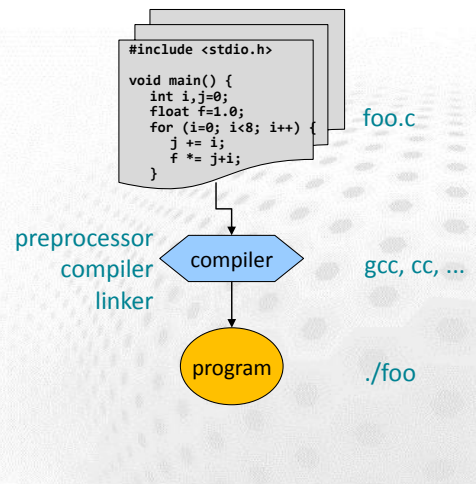 #include <stdio.h>
void main() {
int i,j=0;
float f=1.0;
for (i=0; i<8; i++) {
j += i;
f *= j+i;
}
foo.c
preprocessor
compiler
linker
compiler
gcc, cc, ...
program
./foo